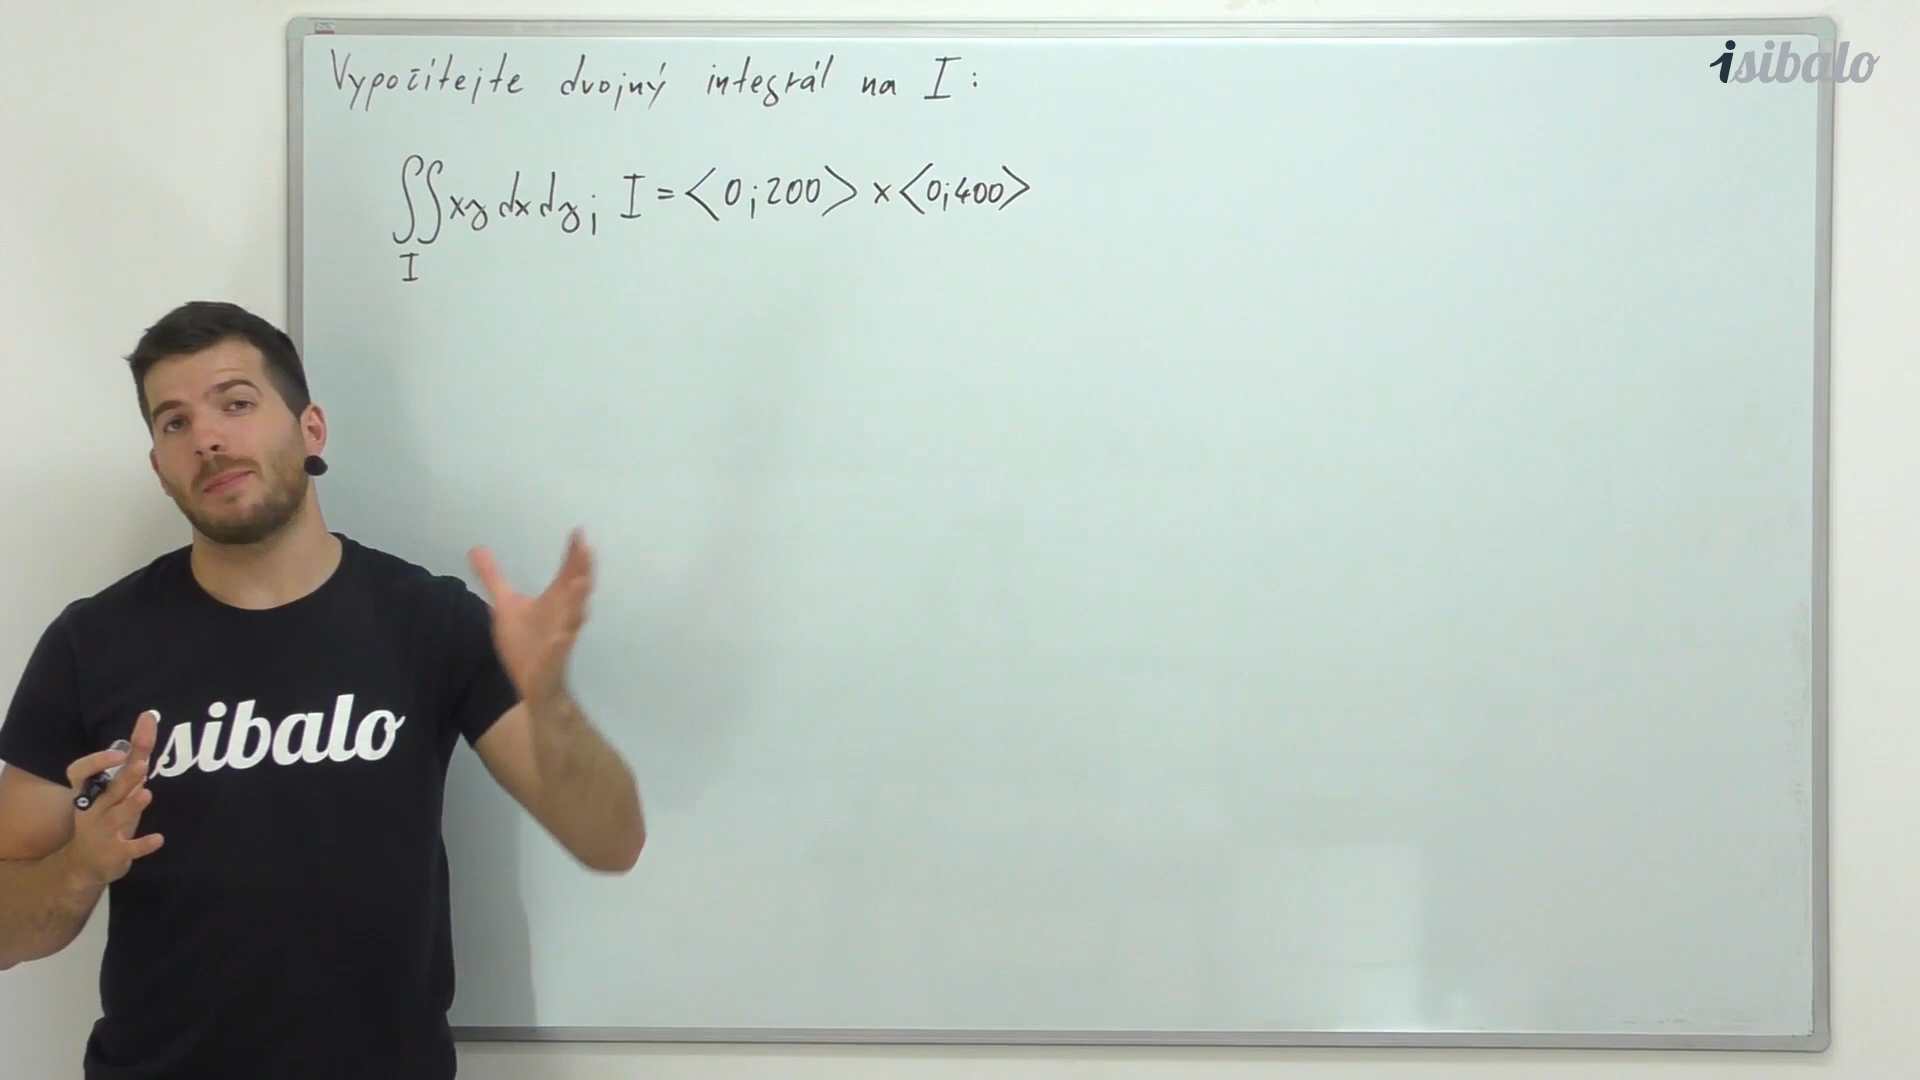 isibalo
Vypočítejte dvojný integrál na I:
∬xy dx dy; I = <0;200> x <0;400>
I
isibalo